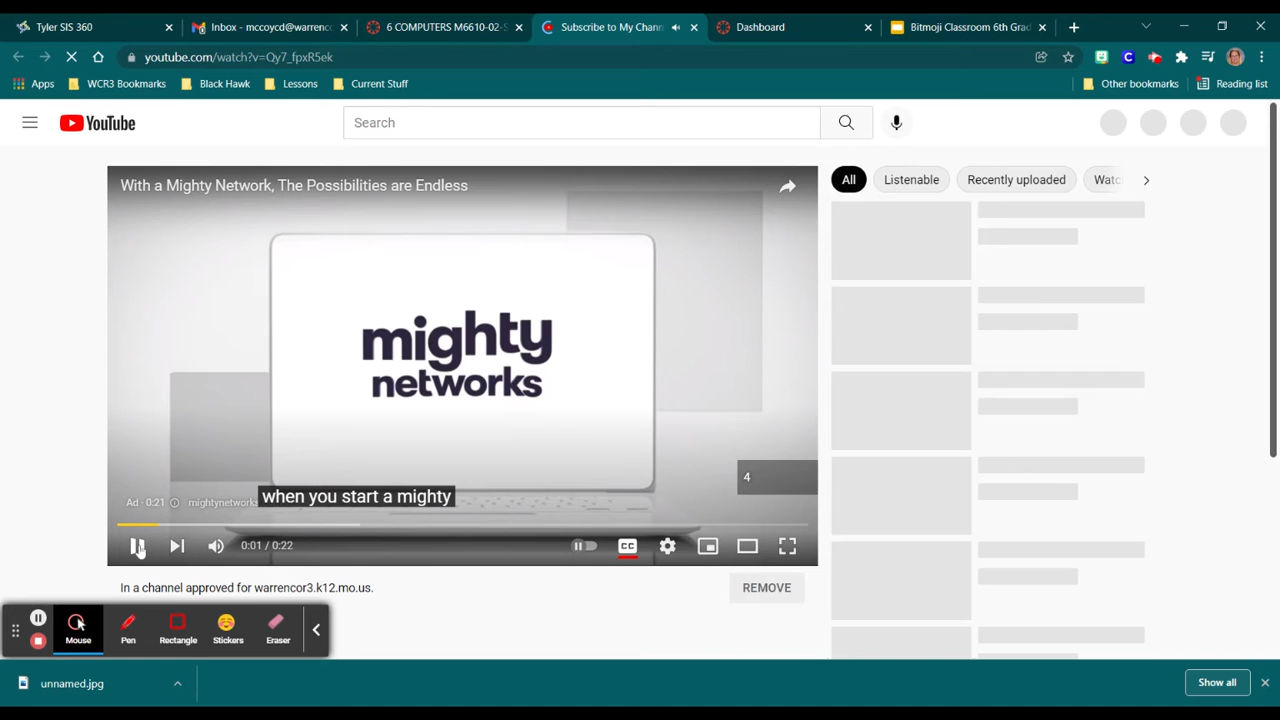 Tyler SIS 360
Inbox - mccoycd@warrenc
6 COMPUTERS M6610-02-S
Subscribe to My Chann
Dashboard
Bitmoji Classroom 6th Grad
youtube.com/watch?v=Qy7_fpxR5ek
Apps
WCR3 Bookmarks
Black Hawk
Lessons
Current Stuff
Other bookmarks
Reading list
YouTube
Search
With a Mighty Network, The Possibilities are Endless
All
Listenable
Recently uploaded
Watc
mighty
networks
4
Ad · 0:21
mightynetworks
when you start a mighty
0:01 / 0:22
CC
In a channel approved for warrencor3.k12.mo.us.
REMOVE
Mouse
Pen
Rectangle
Stickers
Eraser
unnamed.jpg
Show all